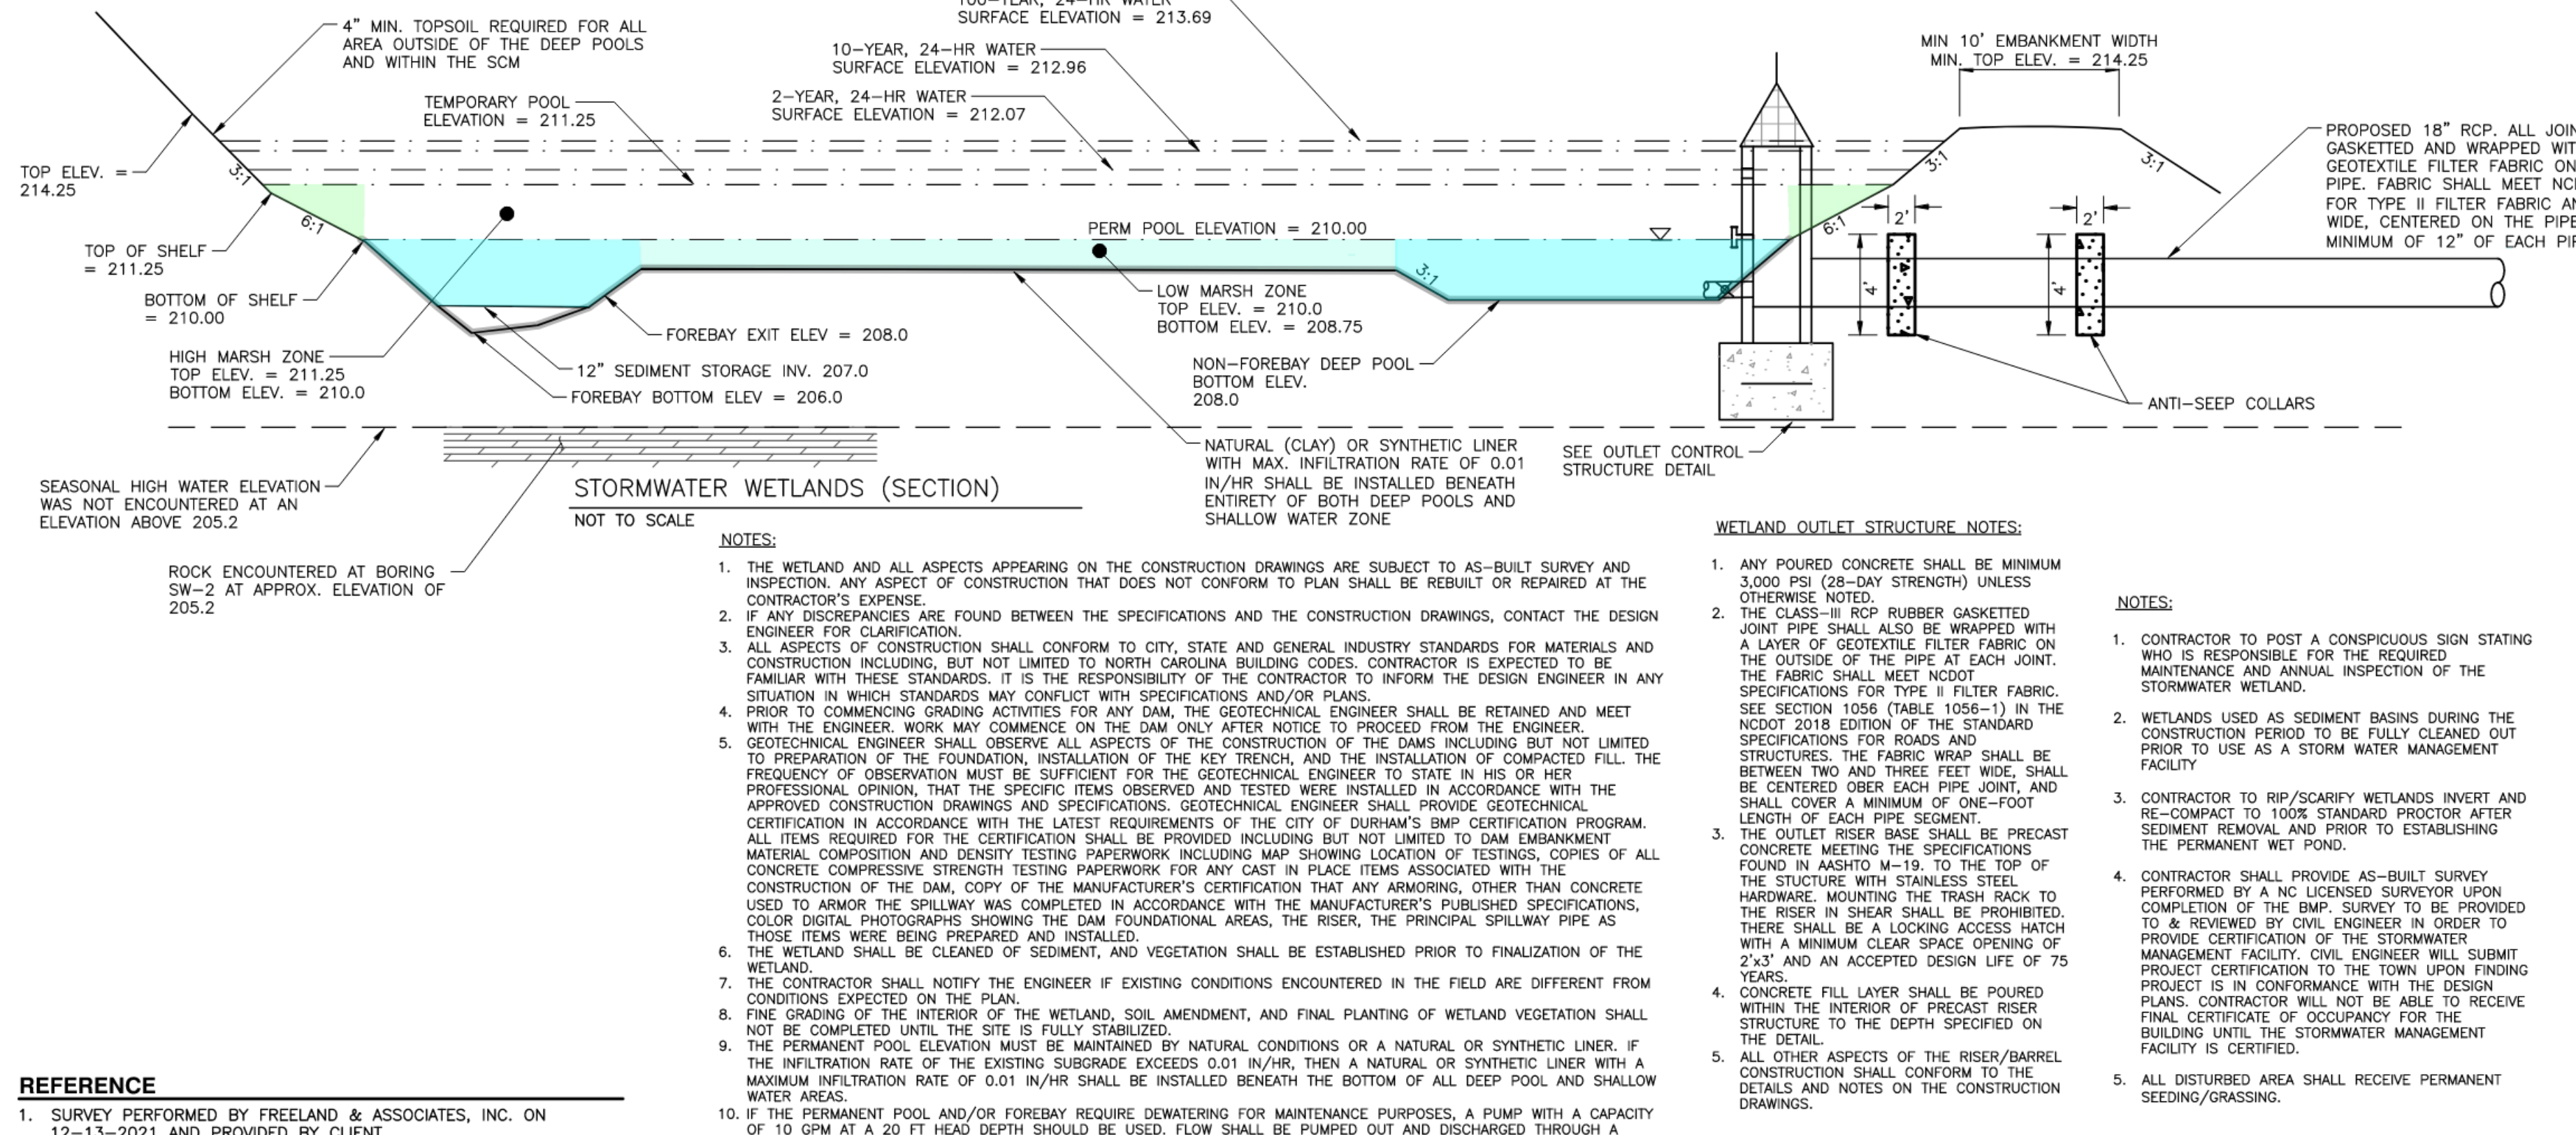 4" MIN. TOPSOIL REQUIRED FOR ALL
AREA OUTSIDE OF THE DEEP POOLS
AND WITHIN THE SCM
SURFACE ELEVATION = 213.69
10-YEAR, 24-HR WATER
SURFACE ELEVATION = 212.96
2-YEAR, 24-HR WATER
SURFACE ELEVATION = 212.07
TEMPORARY POOL
ELEVATION = 211.25
MIN 10' EMBANKMENT WIDTH
MIN. TOP ELEV. = 214.25
TOP ELEV. =
214.25
3:1
6:1
TOP OF SHELF
= 211.25
BOTTOM OF SHELF
= 210.00
HIGH MARSH ZONE
TOP ELEV. = 211.25
BOTTOM ELEV. = 210.0
FOREBAY EXIT ELEV = 208.0
12" SEDIMENT STORAGE INV. 207.0
FOREBAY BOTTOM ELEV = 206.0
PERM POOL ELEVATION = 210.00
LOW MARSH ZONE
TOP ELEV. = 210.0
BOTTOM ELEV. = 208.75
3:1
NON-FOREBAY DEEP POOL
BOTTOM ELEV.
208.0
6:1
3:1
3:1
2'
2'
4'
4'
PROPOSED 18" RCP. ALL
GASKETTED AND WRAPPED
GEOTEXTILE FILTER FABRIC ON
PIPE. FABRIC SHALL MEET
FOR TYPE II FILTER FABRIC
WIDE, CENTERED ON THE
MINIMUM OF 12" OF EACH
ANTI-SEEP COLLARS
SEE OUTLET CONTROL
STRUCTURE DETAIL
NATURAL (CLAY) OR SYNTHETIC LINER
WITH MAX. INFILTRATION RATE OF 0.01
IN/HR SHALL BE INSTALLED BENEATH
ENTIRETY OF BOTH DEEP POOLS AND
SHALLOW WATER ZONE
SEASONAL HIGH WATER ELEVATION
WAS NOT ENCOUNTERED AT AN
ELEVATION ABOVE 205.2
ROCK ENCOUNTERED AT BORING
SW-2 AT APPROX. ELEVATION OF
205.2
STORMWATER WETLANDS (SECTION)
NOT TO SCALE
NOTES:
1. THE WETLAND AND ALL ASPECTS APPEARING ON THE CONSTRUCTION DRAWINGS ARE SUBJECT TO AS-BUILT SURVEY AND
INSPECTION. ANY ASPECT OF CONSTRUCTION THAT DOES NOT CONFORM TO PLAN SHALL BE REBUILT OR REPAIRED AT THE
CONTRACTOR'S EXPENSE.
2. IF ANY DISCREPANCIES ARE FOUND BETWEEN THE SPECIFICATIONS AND THE CONSTRUCTION DRAWINGS, CONTACT THE DESIGN
ENGINEER FOR CLARIFICATION.
3. ALL ASPECTS OF CONSTRUCTION SHALL CONFORM TO CITY, STATE AND GENERAL INDUSTRY STANDARDS FOR MATERIALS AND
CONSTRUCTION INCLUDING, BUT NOT LIMITED TO NORTH CAROLINA BUILDING CODES. CONTRACTOR IS EXPECTED TO BE
FAMILIAR WITH THESE STANDARDS. IT IS THE RESPONSIBILITY OF THE CONTRACTOR TO INFORM THE DESIGN ENGINEER IN ANY
SITUATION IN WHICH STANDARDS MAY CONFLICT WITH SPECIFICATIONS AND/OR PLANS.
4. PRIOR TO COMMENCING GRADING ACTIVITIES FOR ANY DAM, THE GEOTECHNICAL ENGINEER SHALL BE RETAINED AND MEET
WITH THE ENGINEER. WORK MAY COMMENCE ON THE DAM ONLY AFTER NOTICE TO PROCEED FROM THE ENGINEER.
5. GEOTECHNICAL ENGINEER SHALL OBSERVE ALL ASPECTS OF THE CONSTRUCTION OF THE DAMS INCLUDING BUT NOT LIMITED
TO PREPARATION OF THE FOUNDATION, INSTALLATION OF THE KEY TRENCH, AND THE INSTALLATION OF COMPACTED FILL. THE
FREQUENCY OF OBSERVATION MUST BE SUFFICIENT FOR THE GEOTECHNICAL ENGINEER TO STATE IN HIS OR HER
PROFESSIONAL OPINION, THAT THE SPECIFIC ITEMS OBSERVED AND TESTED WERE INSTALLED IN ACCORDANCE WITH THE
APPROVED CONSTRUCTION DRAWINGS AND SPECIFICATIONS. GEOTECHNICAL ENGINEER SHALL PROVIDE GEOTECHNICAL
CERTIFICATION IN ACCORDANCE WITH THE LATEST REQUIREMENTS OF THE CITY OF DURHAM'S BMP CERTIFICATION PROGRAM.
ALL ITEMS REQUIRED FOR THE CERTIFICATION SHALL BE PROVIDED INCLUDING BUT NOT LIMITED TO DAM EMBANKMENT
MATERIAL COMPOSITION AND DENSITY TESTING PAPERWORK INCLUDING MAP SHOWING LOCATION OF TESTINGS, COPIES OF ALL
CONCRETE COMPRESSIVE STRENGTH TESTING PAPERWORK FOR ANY CAST IN PLACE ITEMS ASSOCIATED WITH THE
CONSTRUCTION OF THE DAM, COPY OF THE MANUFACTURER'S CERTIFICATION THAT ANY ARMORING, OTHER THAN CONCRETE
USED TO ARMOR THE SPILLWAY WAS COMPLETED IN ACCORDANCE WITH THE MANUFACTURER'S PUBLISHED SPECIFICATIONS,
COLOR DIGITAL PHOTOGRAPHS SHOWING THE DAM FOUNDATIONAL AREAS, THE RISER, THE PRINCIPAL SPILLWAY PIPE AS
THOSE ITEMS WERE BEING PREPARED AND INSTALLED.
6. THE WETLAND SHALL BE CLEANED OF SEDIMENT, AND VEGETATION SHALL BE ESTABLISHED PRIOR TO FINALIZATION OF THE
WETLAND.
7. THE CONTRACTOR SHALL NOTIFY THE ENGINEER IF EXISTING CONDITIONS ENCOUNTERED IN THE FIELD ARE DIFFERENT FROM
CONDITIONS EXPECTED ON THE PLAN.
8. FINE GRADING OF THE INTERIOR OF THE WETLAND, SOIL AMENDMENT, AND FINAL PLANTING OF WETLAND VEGETATION SHALL
NOT BE COMPLETED UNTIL THE SITE IS FULLY STABILIZED.
9. THE PERMANENT POOL ELEVATION MUST BE MAINTAINED BY NATURAL CONDITIONS OR A NATURAL OR SYNTHETIC LINER. IF
THE INFILTRATION RATE OF THE EXISTING SUBGRADE EXCEEDS 0.01 IN/HR, THEN A NATURAL OR SYNTHETIC LINER WITH A
MAXIMUM INFILTRATION RATE OF 0.01 IN/HR SHALL BE INSTALLED BENEATH THE BOTTOM OF ALL DEEP POOL AND SHALLOW
WATER AREAS.
10. IF THE PERMANENT POOL AND/OR FOREBAY REQUIRE DEWATERING FOR MAINTENANCE PURPOSES, A PUMP WITH A CAPACITY
OF 10 GPM AT A 20 FT HEAD DEPTH SHOULD BE USED. FLOW SHALL BE PUMPED OUT AND DISCHARGED THROUGH A
WETLAND OUTLET STRUCTURE NOTES:
1. ANY POURED CONCRETE SHALL BE MINIMUM
3,000 PSI (28-DAY STRENGTH) UNLESS
OTHERWISE NOTED.
2. THE CLASS-III RCP RUBBER GASKETTED
JOINT PIPE SHALL ALSO BE WRAPPED WITH
A LAYER OF GEOTEXTILE FILTER FABRIC ON
THE OUTSIDE OF THE PIPE AT EACH JOINT.
THE FABRIC SHALL MEET NCDOT
SPECIFICATIONS FOR TYPE II FILTER FABRIC.
SEE SECTION 1056 (TABLE 1056-1) IN THE
NCDOT 2018 EDITION OF THE STANDARD
SPECIFICATIONS FOR ROADS AND
STRUCTURES. THE FABRIC WRAP SHALL BE
BETWEEN TWO AND THREE FEET WIDE, SHALL
BE CENTERED OBER EACH PIPE JOINT, AND
SHALL COVER A MINIMUM OF ONE-FOOT
LENGTH OF EACH PIPE SEGMENT.
3. THE OUTLET RISER BASE SHALL BE PRECAST
CONCRETE MEETING THE SPECIFICATIONS
FOUND IN AASHTO M-19. TO THE TOP OF
THE STUCTURE WITH STAINLESS STEEL
HARDWARE. MOUNTING THE TRASH RACK TO
THE RISER IN SHEAR SHALL BE PROHIBITED.
THERE SHALL BE A LOCKING ACCESS HATCH
WITH A MINIMUM CLEAR SPACE OPENING OF
2'x3' AND AN ACCEPTED DESIGN LIFE OF 75
YEARS.
4. CONCRETE FILL LAYER SHALL BE POURED
WITHIN THE INTERIOR OF PRECAST RISER
STRUCTURE TO THE DEPTH SPECIFIED ON
THE DETAIL.
5. ALL OTHER ASPECTS OF THE RISER/BARREL
CONSTRUCTION SHALL CONFORM TO THE
DETAILS AND NOTES ON THE CONSTRUCTION
DRAWINGS.
NOTES:
1. CONTRACTOR TO POST A CONSPICUOUS SIGN STATING
WHO IS RESPONSIBLE FOR THE REQUIRED
MAINTENANCE AND ANNUAL INSPECTION OF THE
STORMWATER WETLAND.
2. WETLANDS USED AS SEDIMENT BASINS DURING THE
CONSTRUCTION PERIOD TO BE FULLY CLEANED OUT
PRIOR TO USE AS A STORM WATER MANAGEMENT
FACILITY
3. CONTRACTOR TO RIP/SCARIFY WETLANDS INVERT AND
RE-COMPACT TO 100% STANDARD PROCTOR AFTER
SEDIMENT REMOVAL AND PRIOR TO ESTABLISHING
THE PERMANENT WET POND.
4. CONTRACTOR SHALL PROVIDE AS-BUILT SURVEY
PERFORMED BY A NC LICENSED SURVEYOR UPON
COMPLETION OF THE BMP. SURVEY TO BE PROVIDED
TO & REVIEWED BY CIVIL ENGINEER IN ORDER TO
PROVIDE CERTIFICATION OF THE STORMWATER
MANAGEMENT FACILITY. CIVIL ENGINEER WILL SUBMIT
PROJECT CERTIFICATION TO THE TOWN UPON FINDING
PROJECT IS IN CONFORMANCE WITH THE DESIGN
PLANS. CONTRACTOR WILL NOT BE ABLE TO RECEIVE
FINAL CERTIFICATE OF OCCUPANCY FOR THE
BUILDING UNTIL THE STORMWATER MANAGEMENT
FACILITY IS CERTIFIED.
5. ALL DISTURBED AREA SHALL RECEIVE PERMANENT
SEEDING/GRASSING.
REFERENCE
1. SURVEY PERFORMED BY FREELAND & ASSOCIATES, INC. ON
12-13-2021 AND PROVIDED BY CLIENT